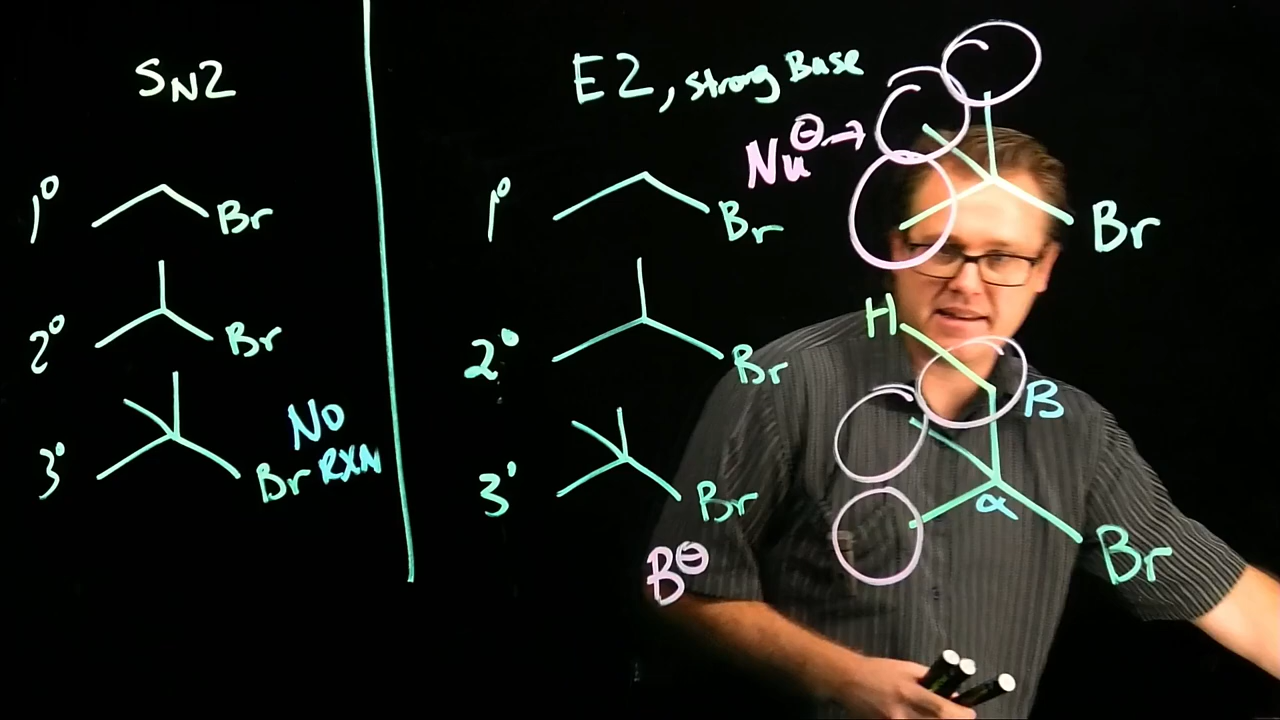 SN2
1° Br
2° Br
3° Br
No
RXN
E2, Strong Base
1° Br
2° Br
3° Br
Nu⊖→
Br
H
B
α
Br
B⊖